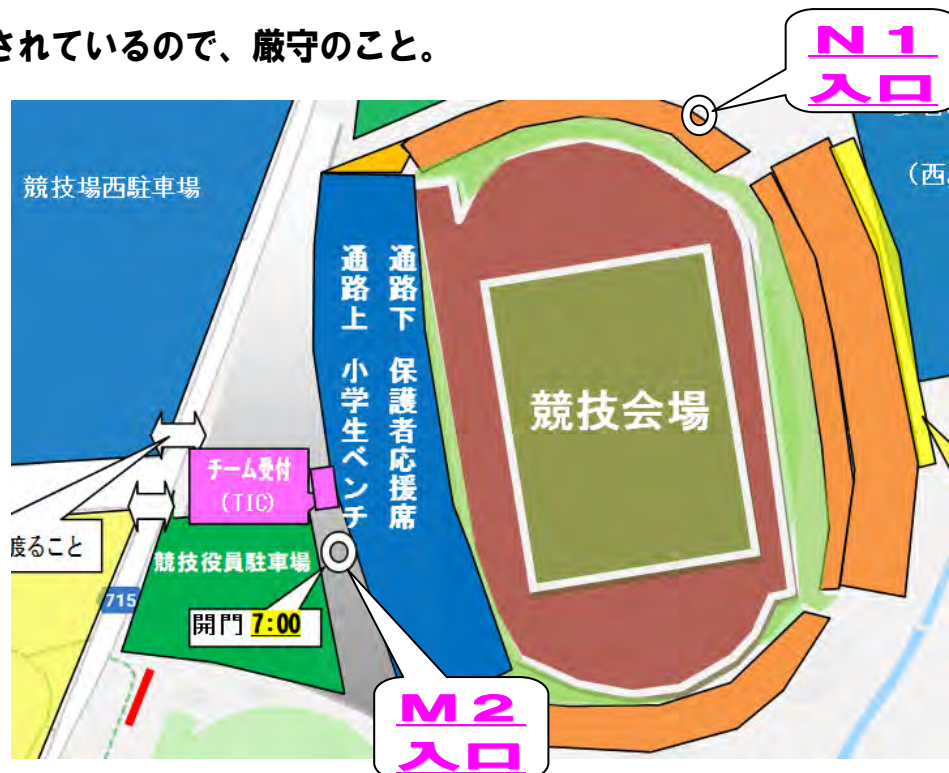 されているので、厳守のこと。
N1
入口
競技場西駐車場
(西
通路下 保護者応援席
通路上 小学生ベンチ
競技会場
チーム受付
(TIC)
渡ること
競技役員駐車場
715
開門 7:00
M2
入口